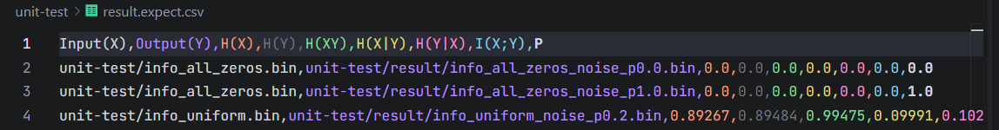 unit-test > result.expect.csv
1 Input(X),Output(Y),H(X),H(Y),H(XY),H(X|Y),H(Y|X),I(X;Y),P
2 unit-test/info_all_zeros.bin,unit-test/result/info_all_zeros_noise_p0.0.bin,0.0,0.0,0.0,0.0,0.0,0.0,0.0
3 unit-test/info_all_zeros.bin,unit-test/result/info_all_zeros_noise_p1.0.bin,0.0,0.0,0.0,0.0,0.0,0.0,1.0
4 unit-test/info_uniform.bin,unit-test/result/info_uniform_noise_p0.2.bin,0.89267,0.89484,0.99475,0.09991,0.102